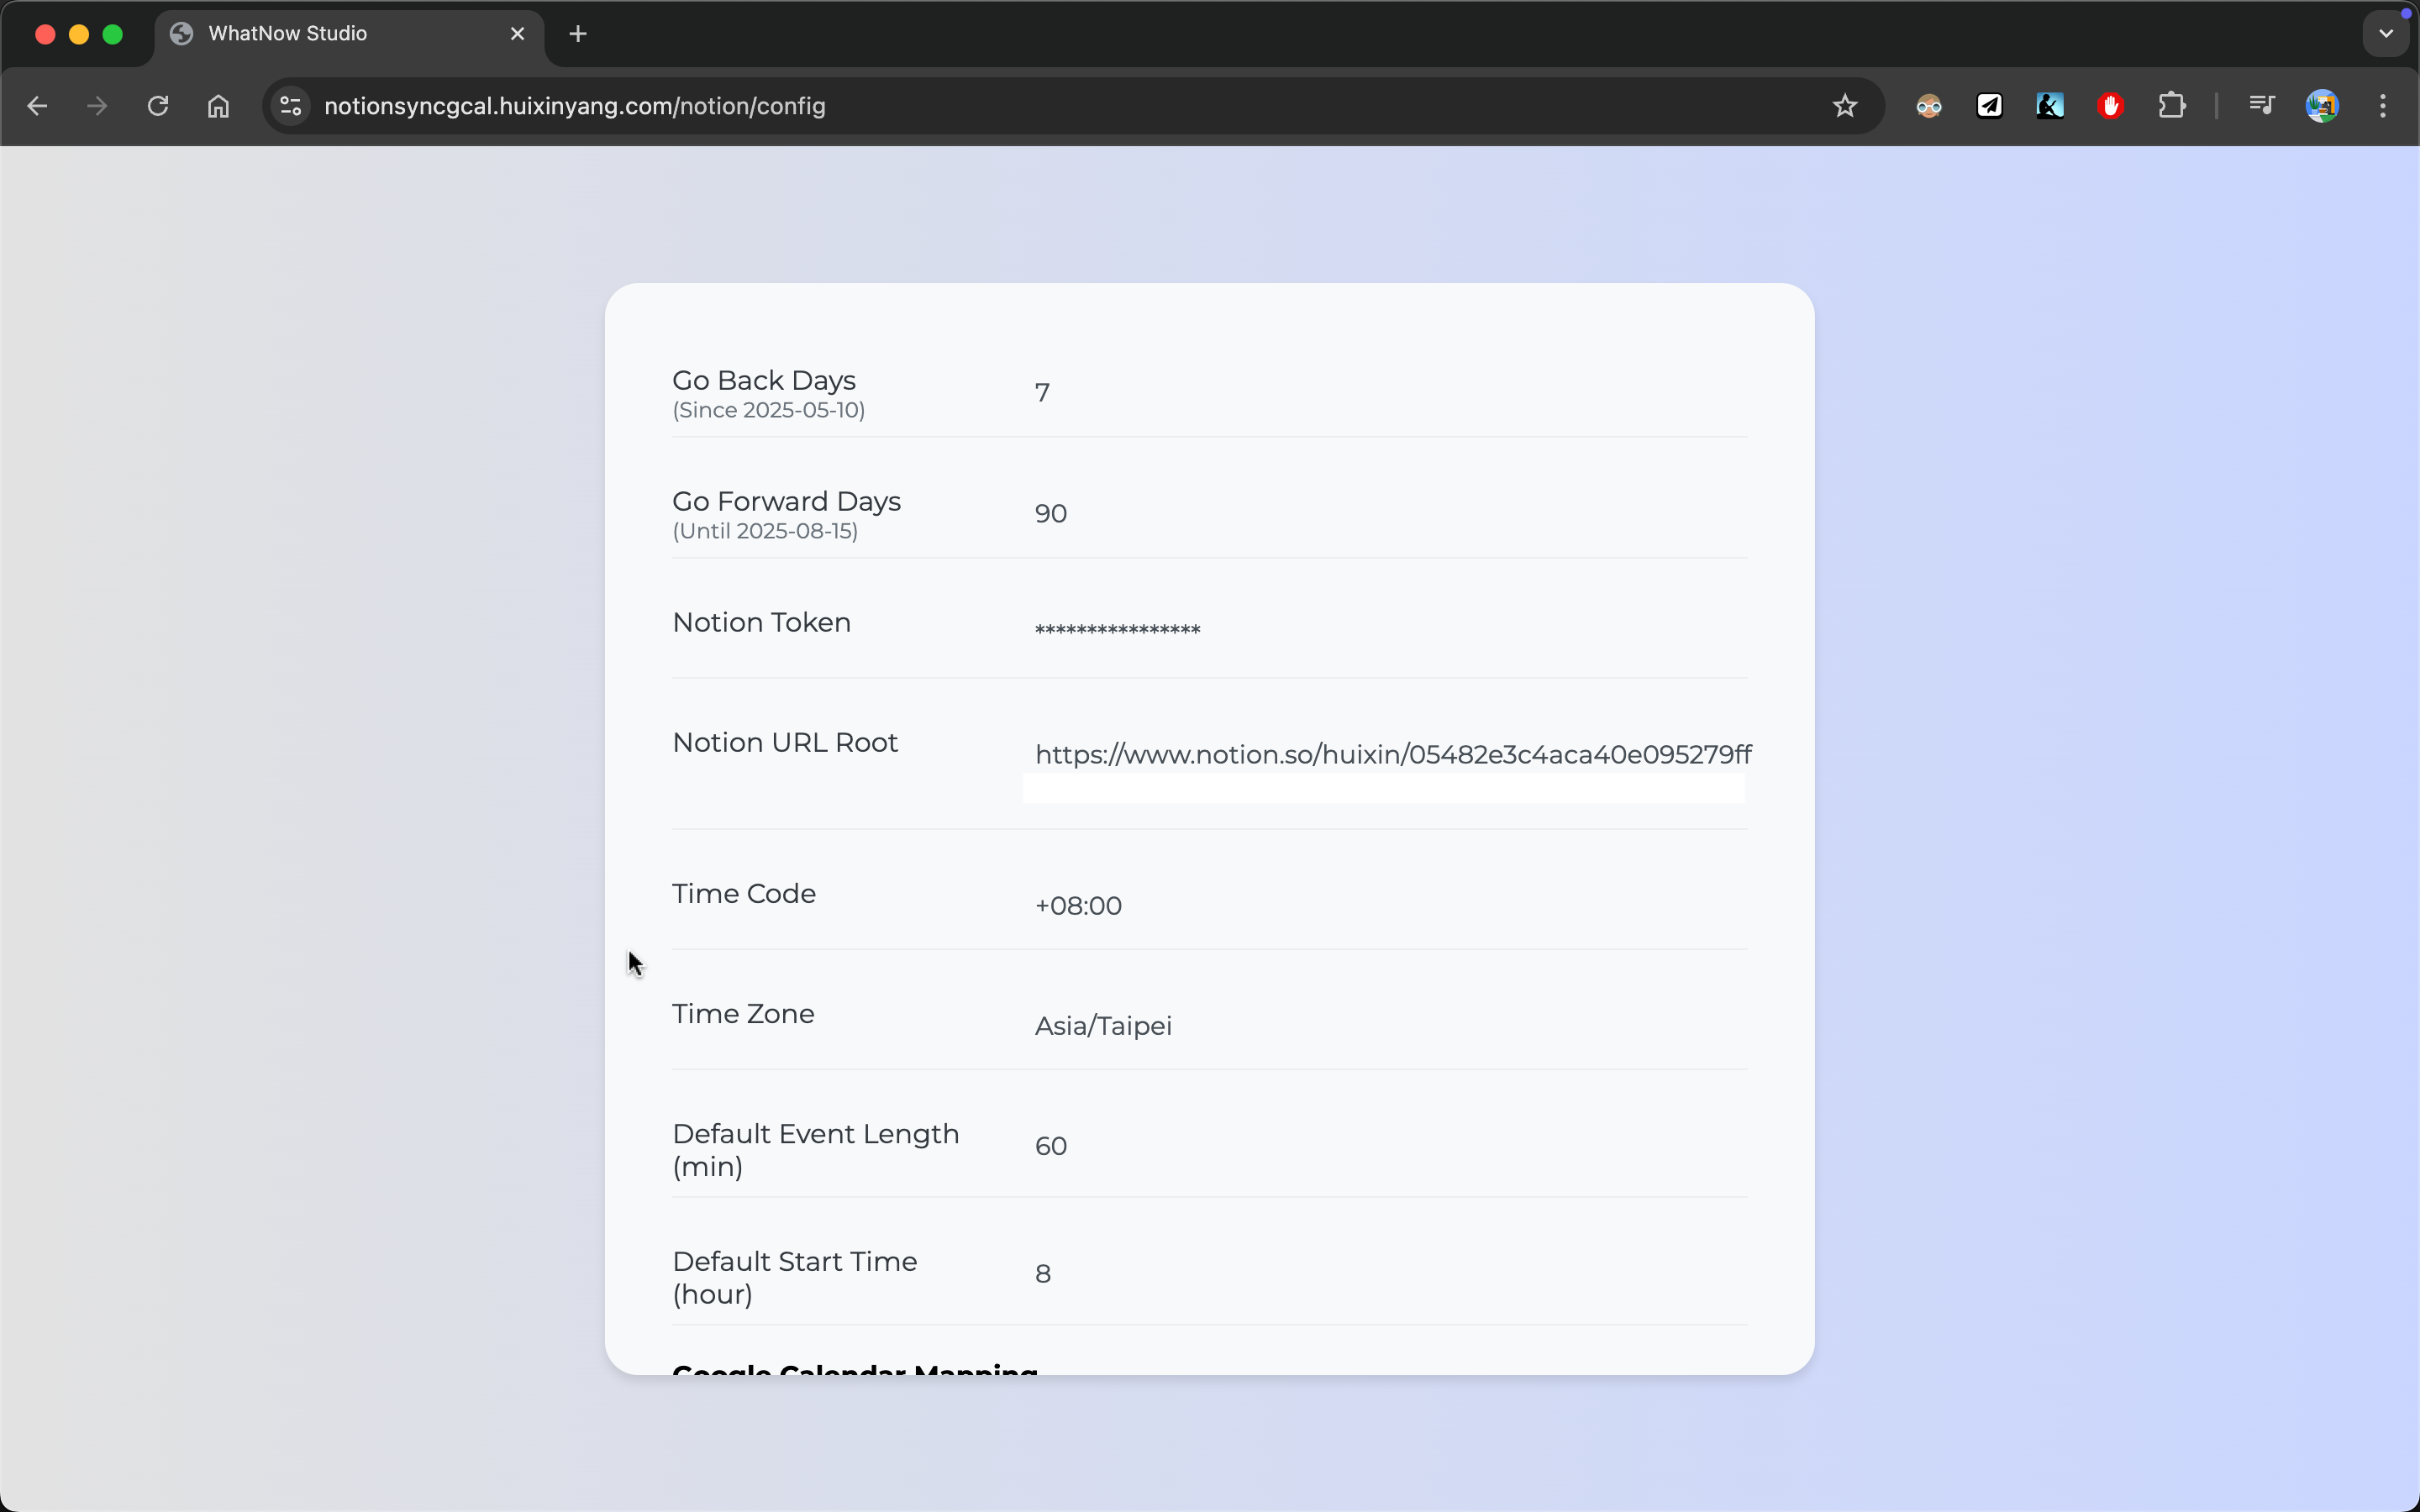 WhatNow Studio
notionsyncgcal.huixinyang.com/notion/config
Go Back Days
(Since 2025-05-10)
7
Go Forward Days
(Until 2025-08-15)
90
Notion Token
****************
Notion URL Root
https://www.notion.so/huixin/05482e3c4aca40e095279ff
Time Code
+08:00
Time Zone
Asia/Taipei
Default Event Length
(min)
60
Default Start Time
(hour)
8
Google Calendar Mapping